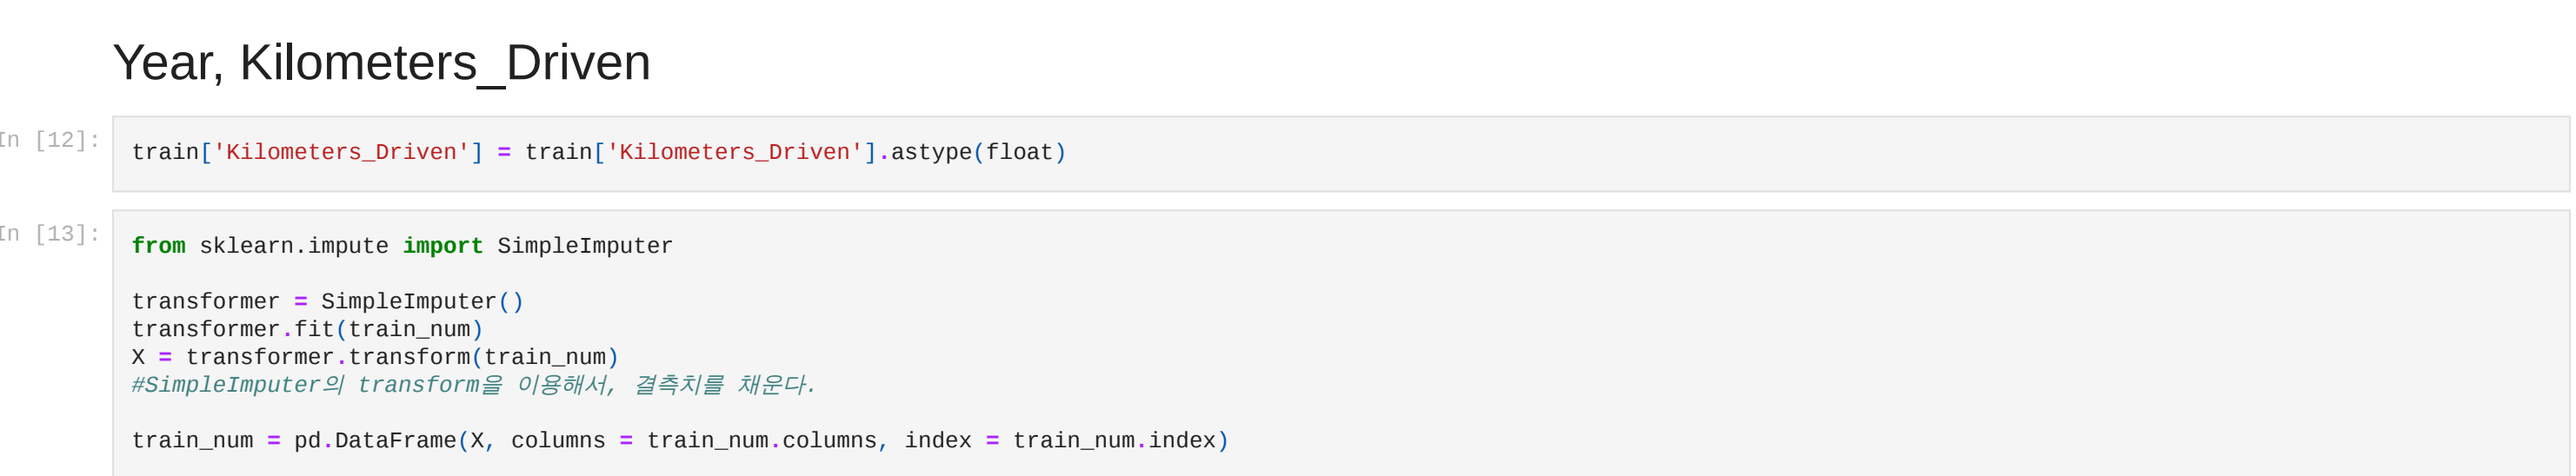 Year, Kilometers_Driven
In [12]:
train['Kilometers_Driven'] = train['Kilometers_Driven'].astype(float)
In [13]:
from sklearn.impute import SimpleImputer
transformer = SimpleImputer()
transformer.fit(train_num)
X = transformer.transform(train_num)
#SimpleImputer의 transform을 이용해서, 결측치를 채운다.
train_num = pd.DataFrame(X, columns = train_num.columns, index = train_num.index)